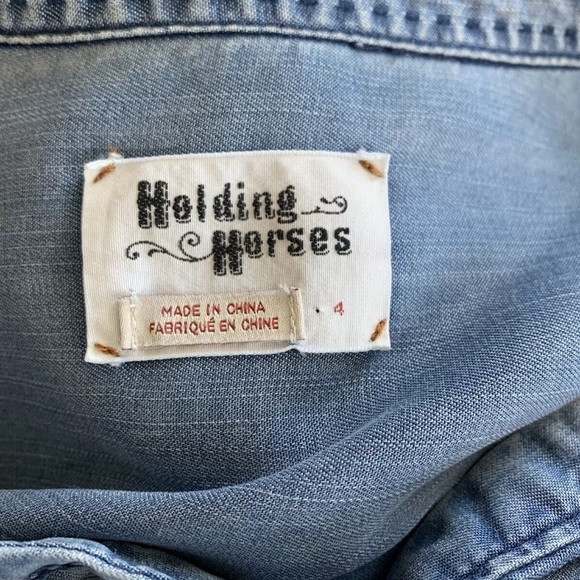 Holding
Horses
MADE IN CHINA
FABRIQUÉ EN CHINE
4